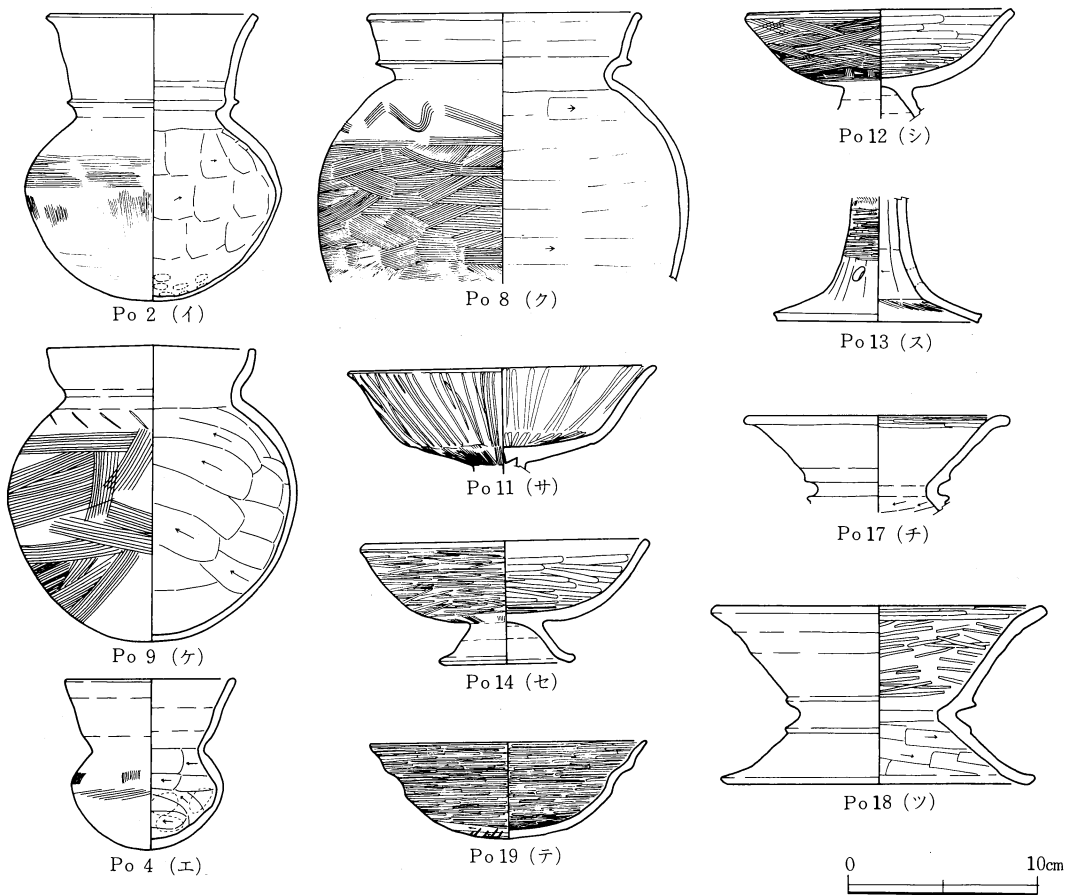 Po 2 (イ)
Po 8 (ク)
Po 12 (シ)
Po 13 (ス)
Po 9 (ケ)
Po 11 (サ)
Po 17 (チ)
Po 14 (セ)
Po 4 (エ)
Po 19 (テ)
Po 18 (ツ)
0 10cm